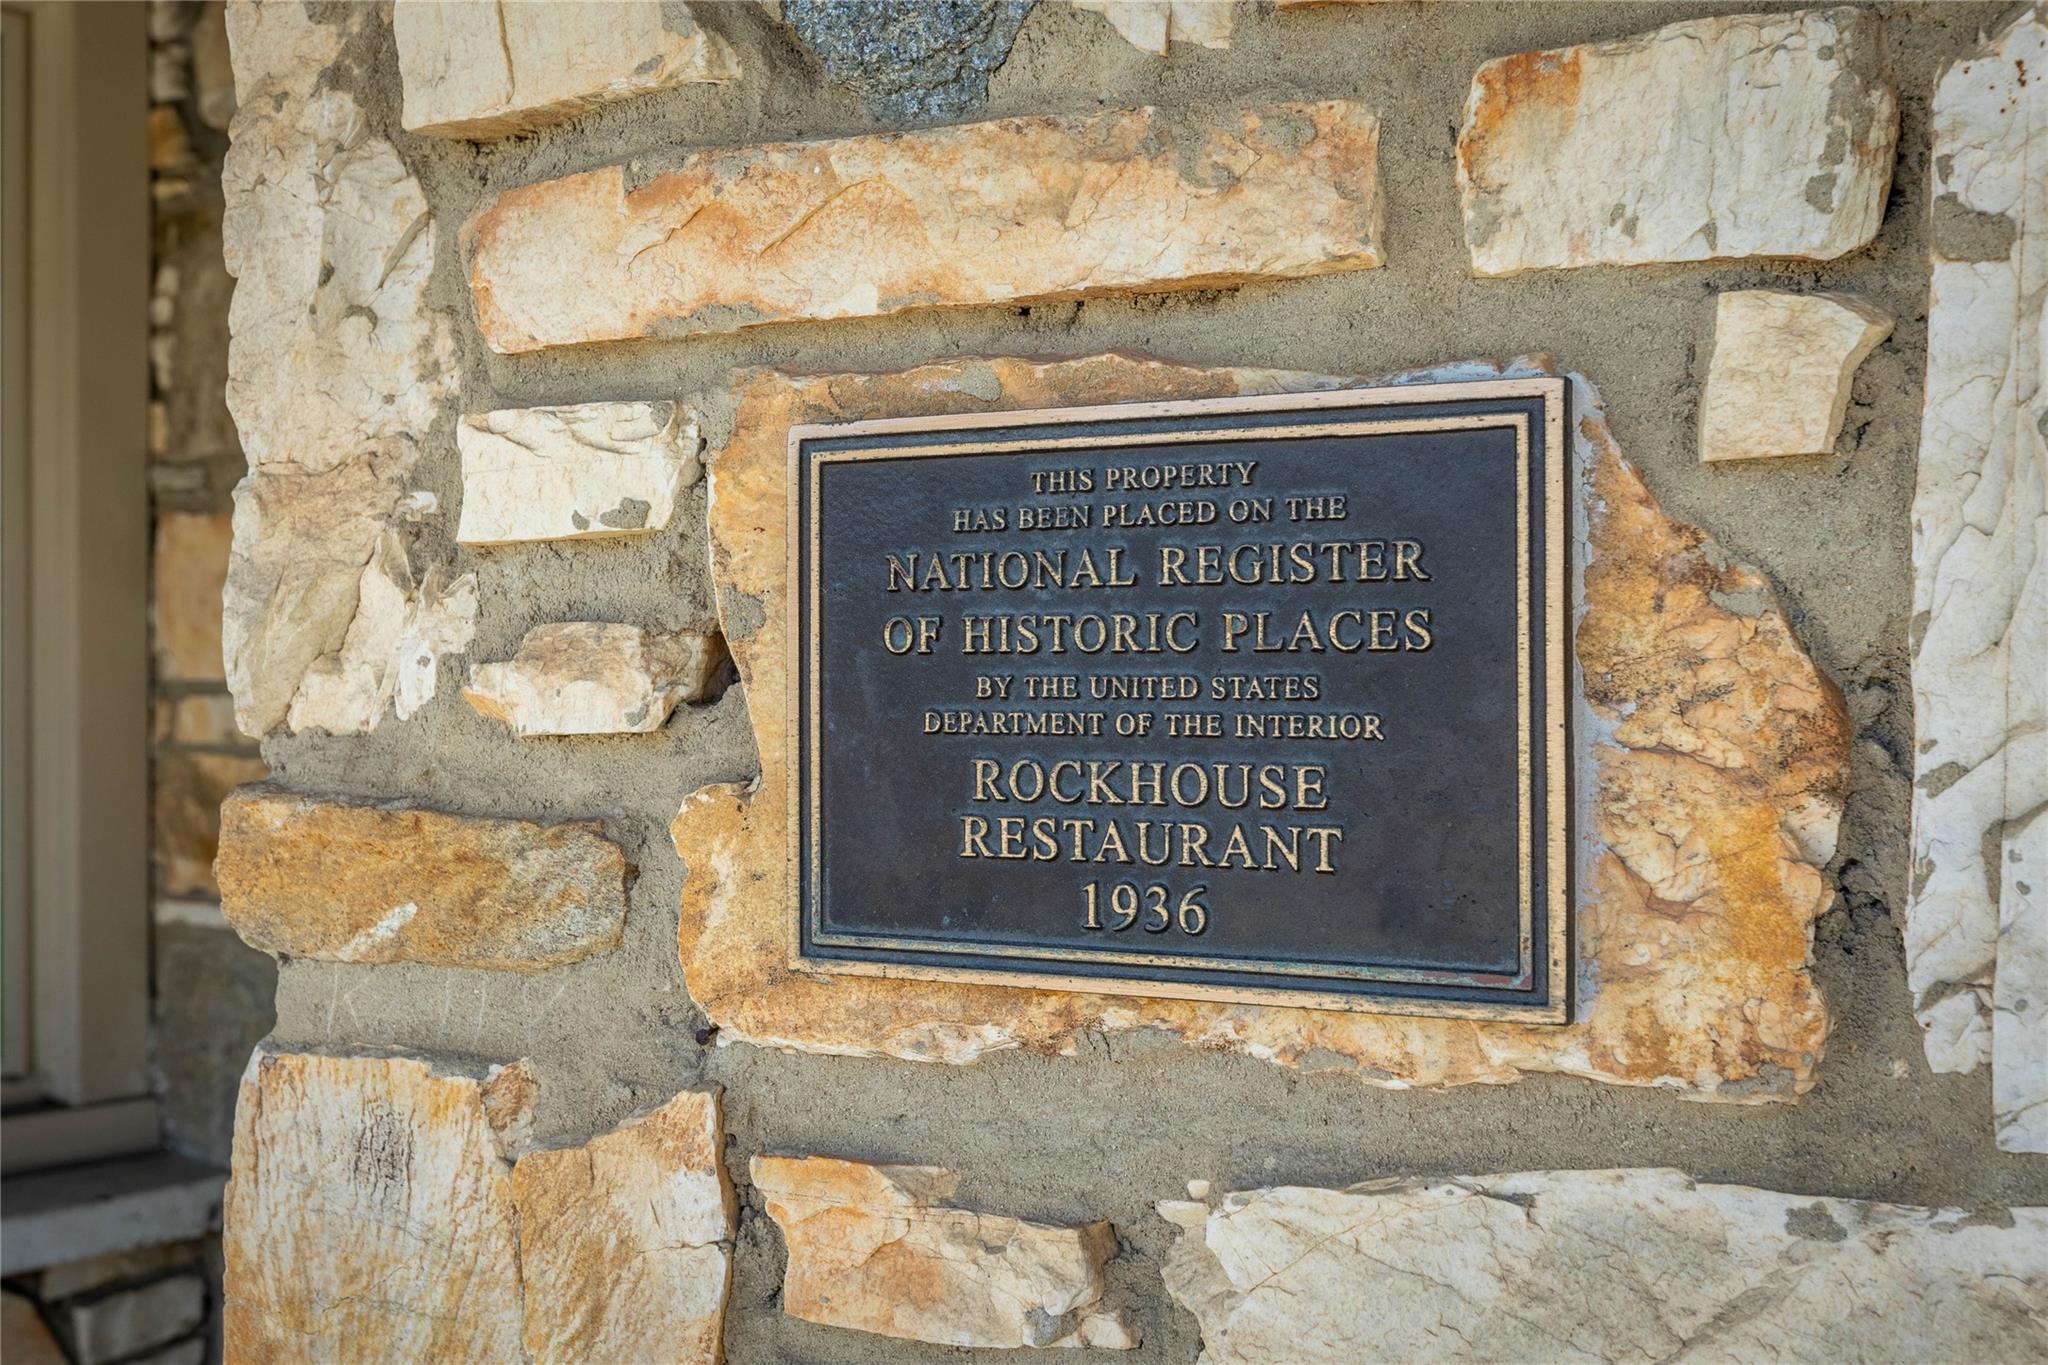 THIS PROPERTY
HAS BEEN PLACED ON THE
NATIONAL REGISTER
OF HISTORIC PLACES
BY THE UNITED STATES
DEPARTMENT OF THE INTERIOR
ROCKHOUSE
RESTAURANT
1936